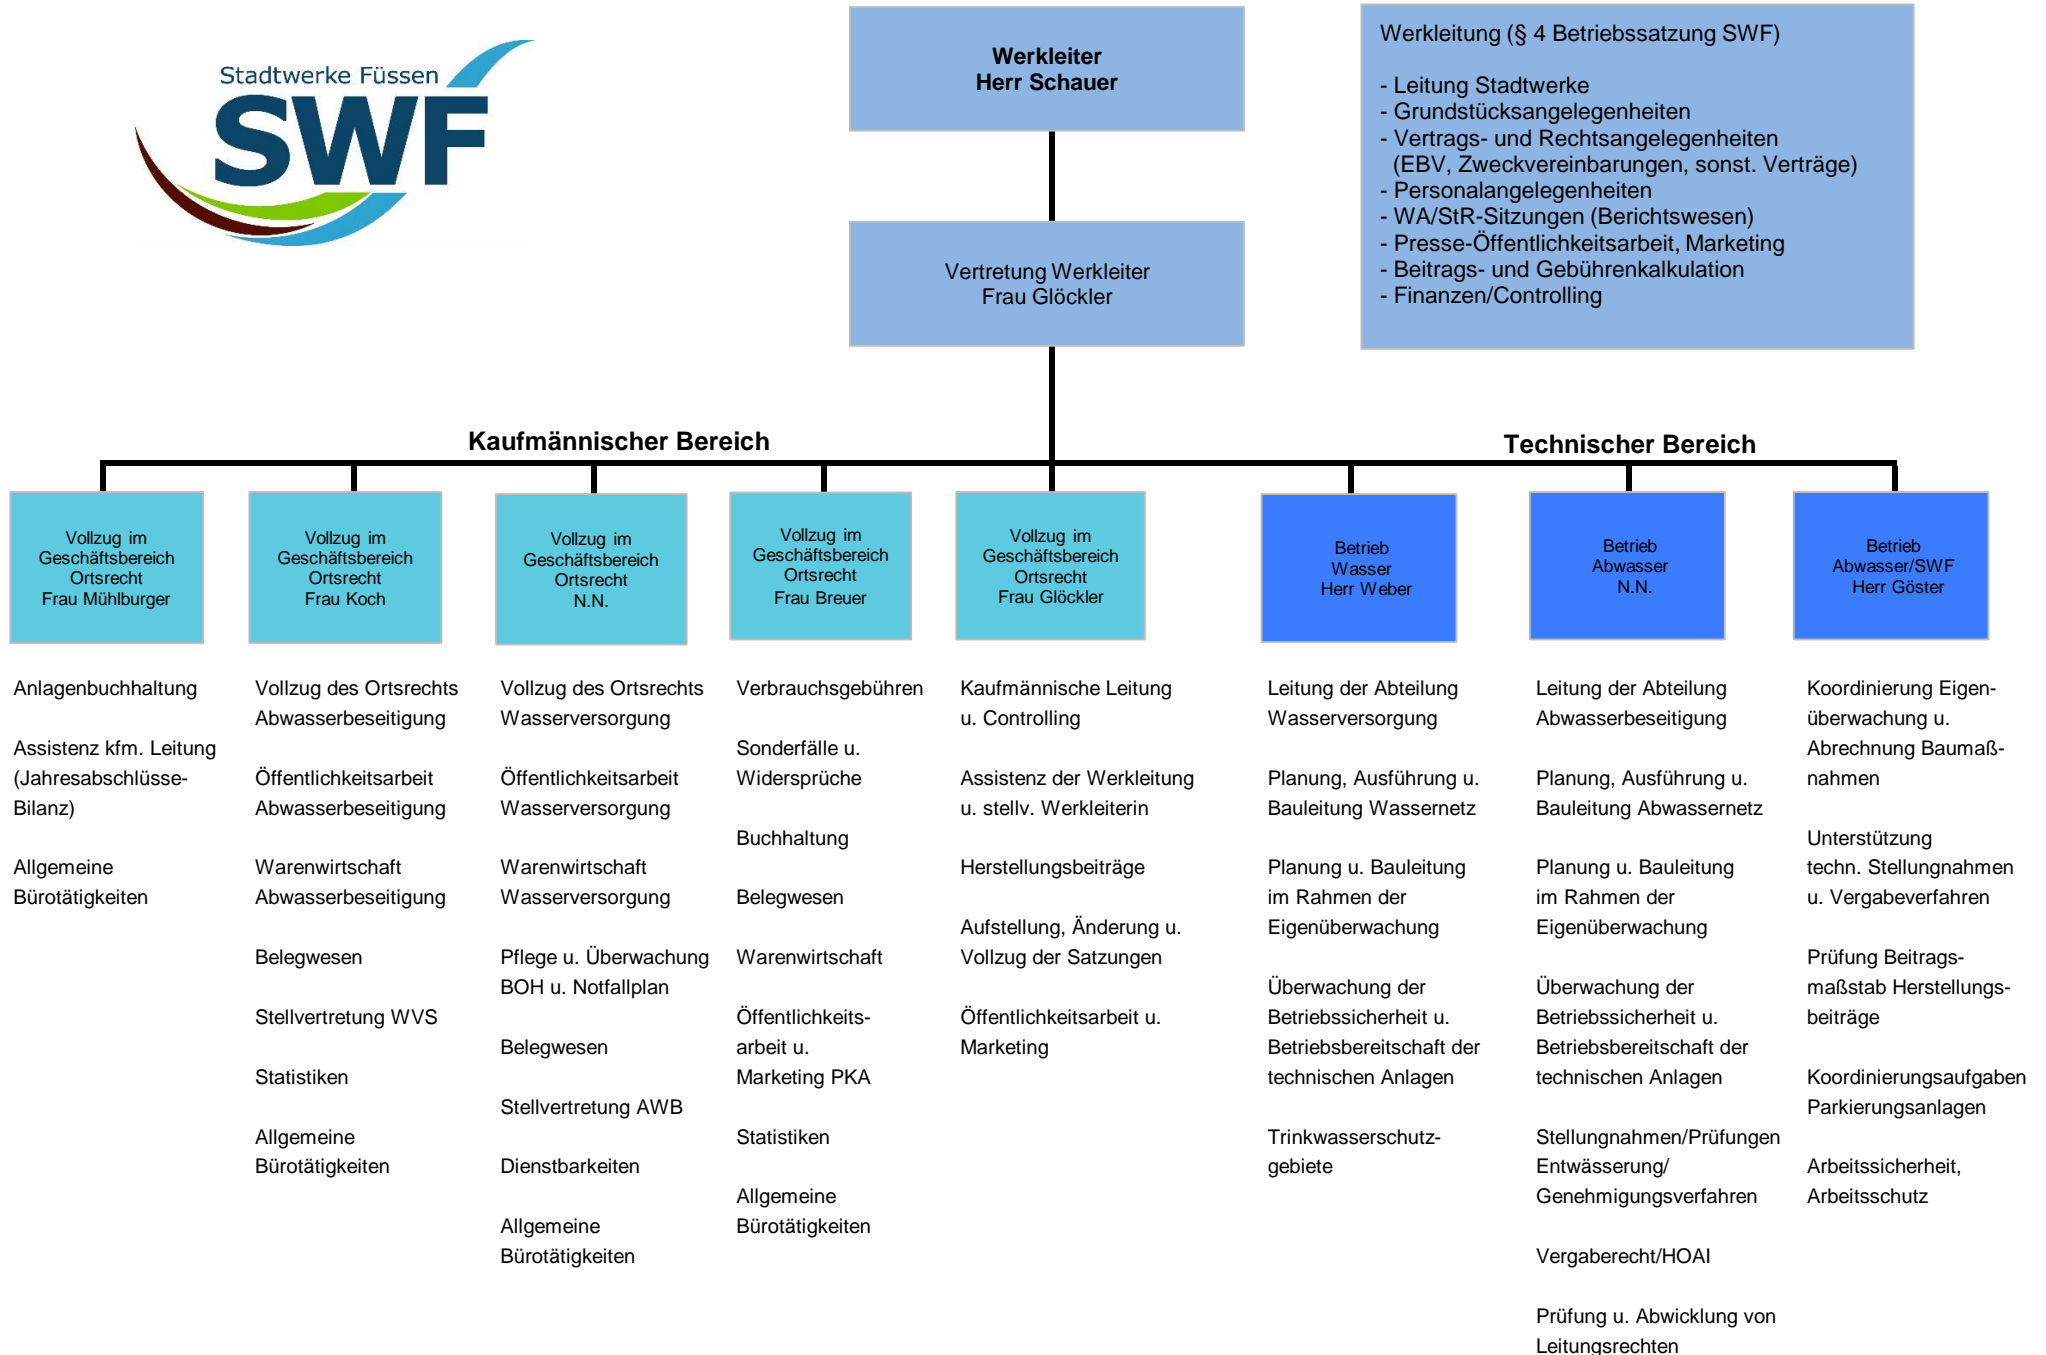 Stadtwerke Füssen
SWF
Werkleiter
Herr Schauer
Werkleitung (§ 4 Betriebssatzung SWF)
- Leitung Stadtwerke
- Grundstücksangelegenheiten
- Vertrags- und Rechtsangelegenheiten
(EBV, Zweckvereinbarungen, sonst. Verträge)
- Personalangelegenheiten
- WA/StR-Sitzungen (Berichtswesen)
- Presse-Öffentlichkeitsarbeit, Marketing
- Beitrags- und Gebührenkalkulation
- Finanzen/Controlling
Vertretung Werkleiter
Frau Glöckler
Kaufmännischer Bereich
Technischer Bereich
Vollzug im
Geschäftsbereich
Ortsrecht
Frau Mühlburger
Anlagenbuchhaltung
Assistenz kfm. Leitung
(Jahresabschlüsse-
Bilanz)
Allgemeine
Bürotätigkeiten
Vollzug im
Geschäftsbereich
Ortsrecht
Frau Koch
Vollzug des Ortsrechts
Abwasserbeseitigung
Öffentlichkeitsarbeit
Abwasserbeseitigung
Warenwirtschaft
Abwasserbeseitigung
Belegwesen
Stellvertretung WVS
Statistiken
Allgemeine
Bürotätigkeiten
Vollzug im
Geschäftsbereich
Ortsrecht
N.N.
Vollzug des Ortsrechts
Wasserversorgung
Öffentlichkeitsarbeit
Wasserversorgung
Warenwirtschaft
Wasserversorgung
Pflege u. Überwachung
BOH u. Notfallplan
Belegwesen
Stellvertretung AWB
Dienstbarkeiten
Allgemeine
Bürotätigkeiten
Vollzug im
Geschäftsbereich
Ortsrecht
Frau Breuer
Verbrauchsgebühren
Sonderfälle u.
Widersprüche
Buchhaltung
Belegwesen
Warenwirtschaft
Öffentlichkeits-
arbeit u.
Marketing PKA
Statistiken
Allgemeine
Bürotätigkeiten
Vollzug im
Geschäftsbereich
Ortsrecht
Frau Glöckler
Kaufmännische Leitung
u. Controlling
Assistenz der Werkleitung
u. stellv. Werkleiterin
Herstellungsbeiträge
Aufstellung, Änderung u.
Vollzug der Satzungen
Öffentlichkeitsarbeit u.
Marketing
Betrieb
Wasser
Herr Weber
Leitung der Abteilung
Wasserversorgung
Planung, Ausführung u.
Bauleitung Wassernetz
Planung u. Bauleitung
im Rahmen der
Eigenüberwachung
Überwachung der
Betriebssicherheit u.
Betriebsbereitschaft der
technischen Anlagen
Trinkwasserschutz-
gebiete
Betrieb
Abwasser
N.N.
Leitung der Abteilung
Abwasserbeseitigung
Planung, Ausführung u.
Bauleitung Abwassernetz
Planung u. Bauleitung
im Rahmen der
Eigenüberwachung
Überwachung der
Betriebssicherheit u.
Betriebsbereitschaft der
technischen Anlagen
Stellungnahmen/Prüfungen
Entwässerung/
Genehmigungsverfahren
Vergaberecht/HOAI
Prüfung u. Abwicklung von
Leitungsrechten
Betrieb
Abwasser/SWF
Herr Göster
Koordinierung Eigen-
überwachung u.
Abrechnung Baumaß-
nahmen
Unterstützung
techn. Stellungnahmen
u. Vergabeverfahren
Prüfung Beitrags-
maßstab Herstellungs-
beiträge
Koordinierungsaufgaben
Parkierungsanlagen
Arbeitssicherheit,
Arbeitsschutz